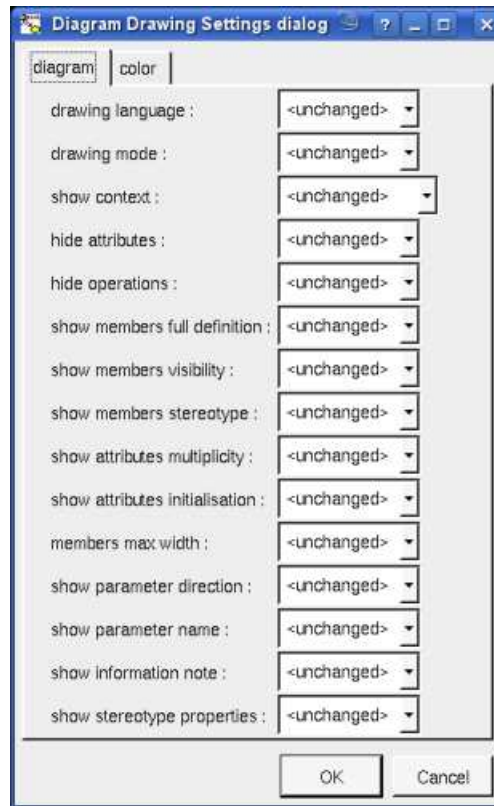 Diagram Drawing Settings dialog
diagram color
drawing language : <unchanged>
drawing mode : <unchanged>
show context : <unchanged>
hide attributes : <unchanged>
hide operations : <unchanged>
show members full definition : <unchanged>
show members visibility : <unchanged>
show members stereotype : <unchanged>
show attributes multiplicity : <unchanged>
show attributes initialisation : <unchanged>
members max width : <unchanged>
show parameter direction : <unchanged>
show parameter name : <unchanged>
show information note : <unchanged>
show stereotype properties : <unchanged>
OK Cancel